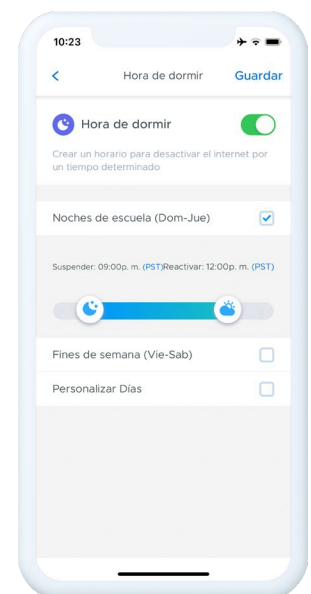 10:23
Hora de dormir
Guardar
Hora de dormir
Crear un horario para desactivar el internet por
un tiempo determinado
Noches de escuela (Dom-Jue)
Suspender: 09:00p. m. (PST)Reactivar: 12:00p. m. (PST)
Fines de semana (Vie-Sab)
Personalizar Días